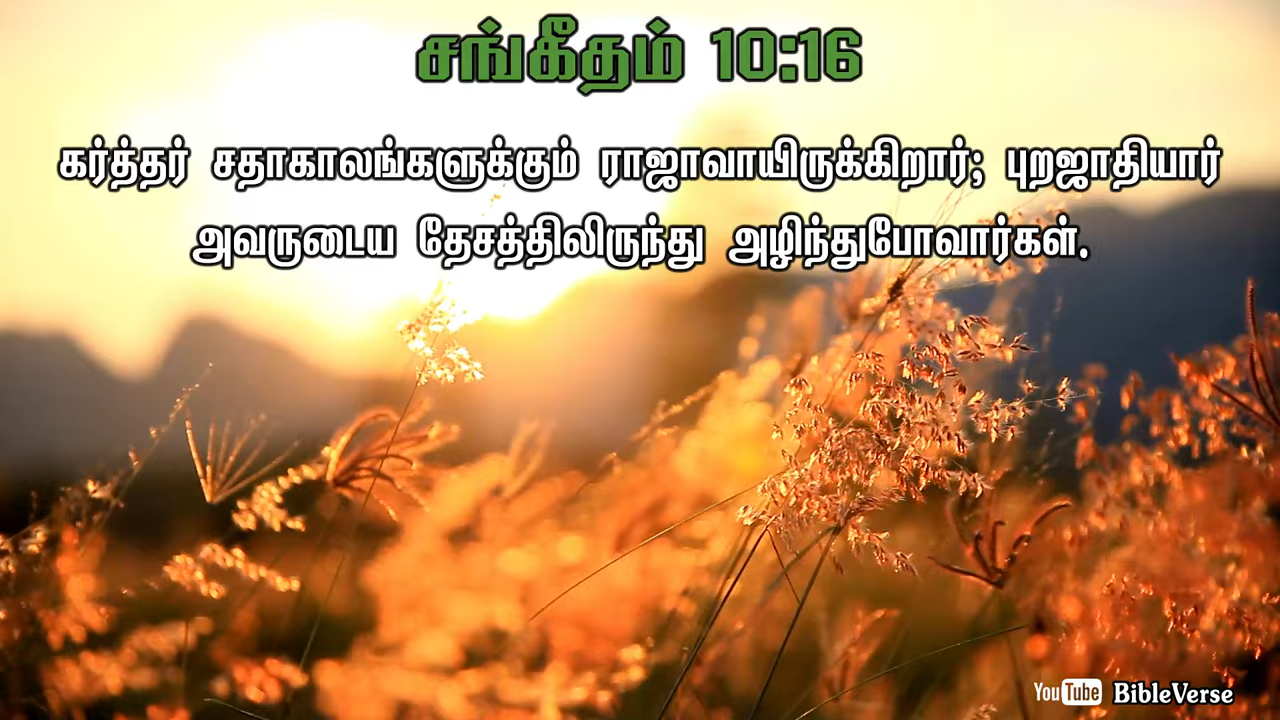 சங்கீதம் 10:16
கர்த்தர் சதாகாலங்களுக்கும் ராஜாவாயிருக்கிறார்; புறஜாதியார்
அவருடைய தேசத்திலிருந்து அழிந்துபோவார்கள்.
YouTube BibleVerse